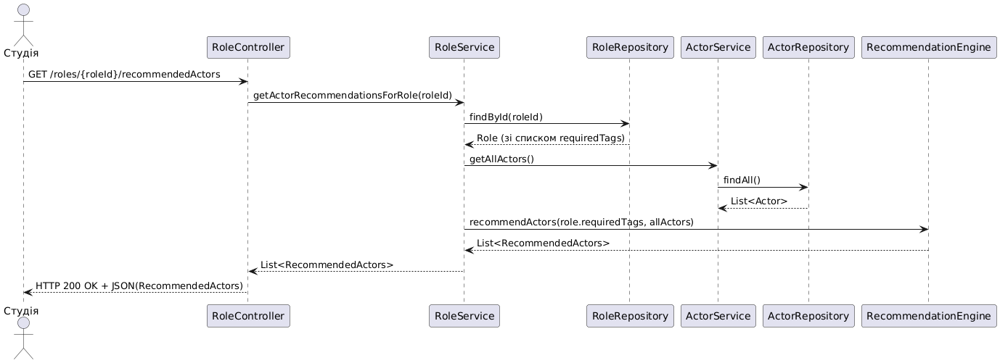 Студія
RoleController
RoleService
RoleRepository
ActorService
ActorRepository
RecommendationEngine
GET /roles/{roleId}/recommendedActors
getActorRecommendationsForRole(roleId)
findById(roleId)
Role (зі списком requiredTags)
getAllActors()
findAll()
List<Actor>
recommendActors(role.requiredTags, allActors)
List<RecommendedActors>
List<RecommendedActors>
HTTP 200 OK + JSON(RecommendedActors)
Студія
RoleController
RoleService
RoleRepository
ActorService
ActorRepository
RecommendationEngine